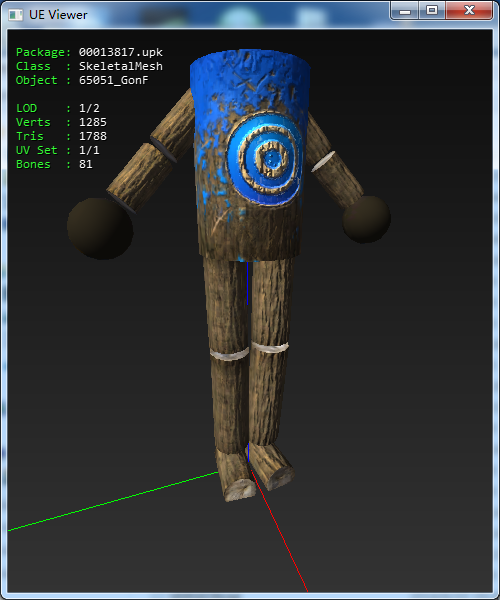 UE Viewer
Package: 00013817.upk
Class : SkeletalMesh
Object : 65051_GonF
LOD : 1/2
Verts : 1285
Tris : 1788
UV Set : 1/1
Bones : 81